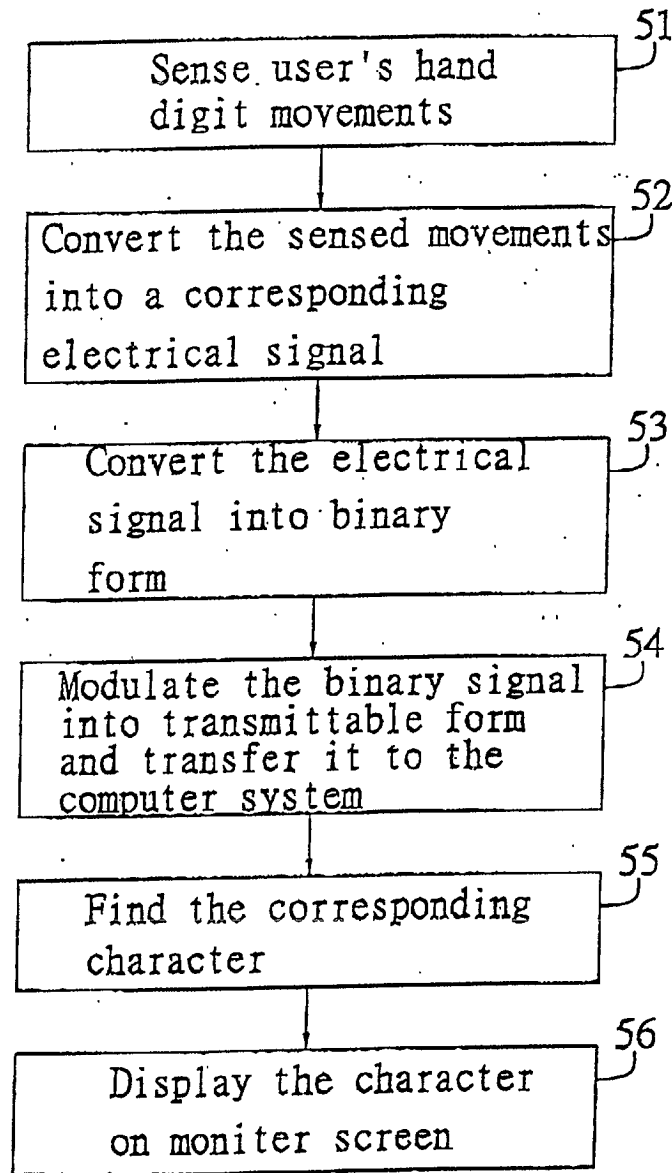 51
Sense user's hand
digit movements
52
Convert the sensed movements
into a corresponding
electrical signal
53
Convert the electrical
signal into binary
form
54
Modulate the binary signal
into transmittable form
and transfer it to the
computer system
55
Find the corresponding
character
56
Display the character
on moniter screen